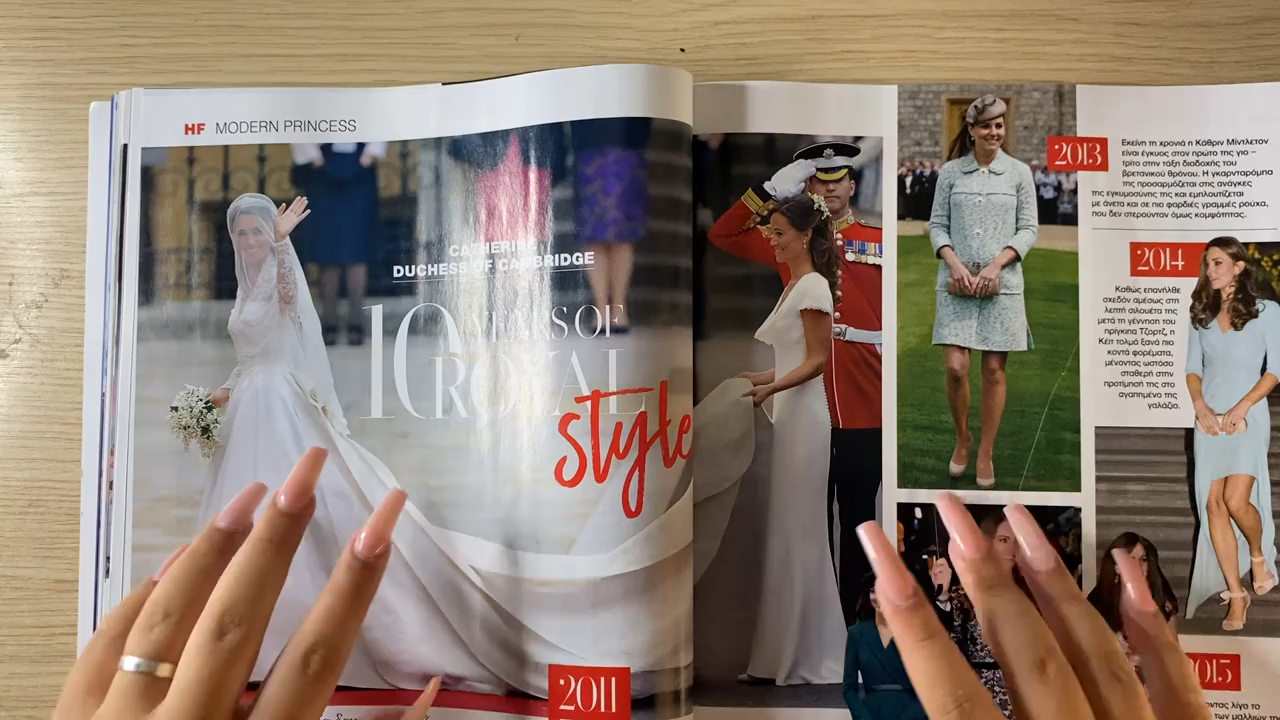 HF MODERN PRINCESS
CATHERINE
DUCHESS OF CAMBRIDGE
10 YEARS OF
ROYAL
style
2011
2013
Εκείνη τη χρονιά η Κάθριν Μίντλετον
είναι έγκυος στον πρώτο της γιο –
τρίτο στην τάξη διαδοχής του
βρετανικού θρόνου. Η γκαρνταρόμπα
της προσαρμόζεται στις ανάγκες
της εγκυμοσύνης της και εμπλουτίζεται
με άνετα και σε πιο φαρδιές γραμμές ρούχα,
που δεν στερούνταν όμως κομψότητας.
2014
Καθώς επανήλθε
σχεδόν αμέσως στη
λεπτή σιλουέτα της
μετά τη γέννηση του
πρίγκιπα Τζορτζ, η
Κέιτ τολμά ξανά πιο
κοντά φορέματα,
μένοντας ωστόσο
σταθερή στην
προτίμησή της στο
αγαπημένο της
γαλάζιο.
2015
λίγο το
των μαλλιών